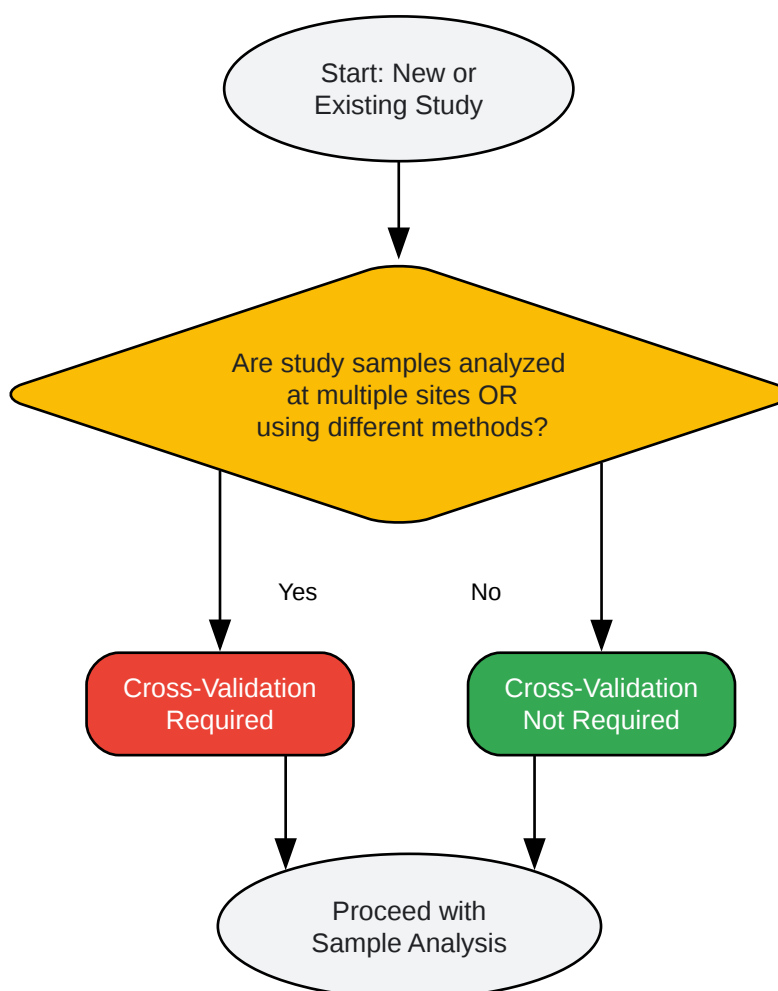 Start: New or
Existing Study
Are study samples analyzed
at multiple sites OR
using different methods?
Yes
No
Cross-Validation
Required
Cross-Validation
Not Required
Proceed with
Sample Analysis